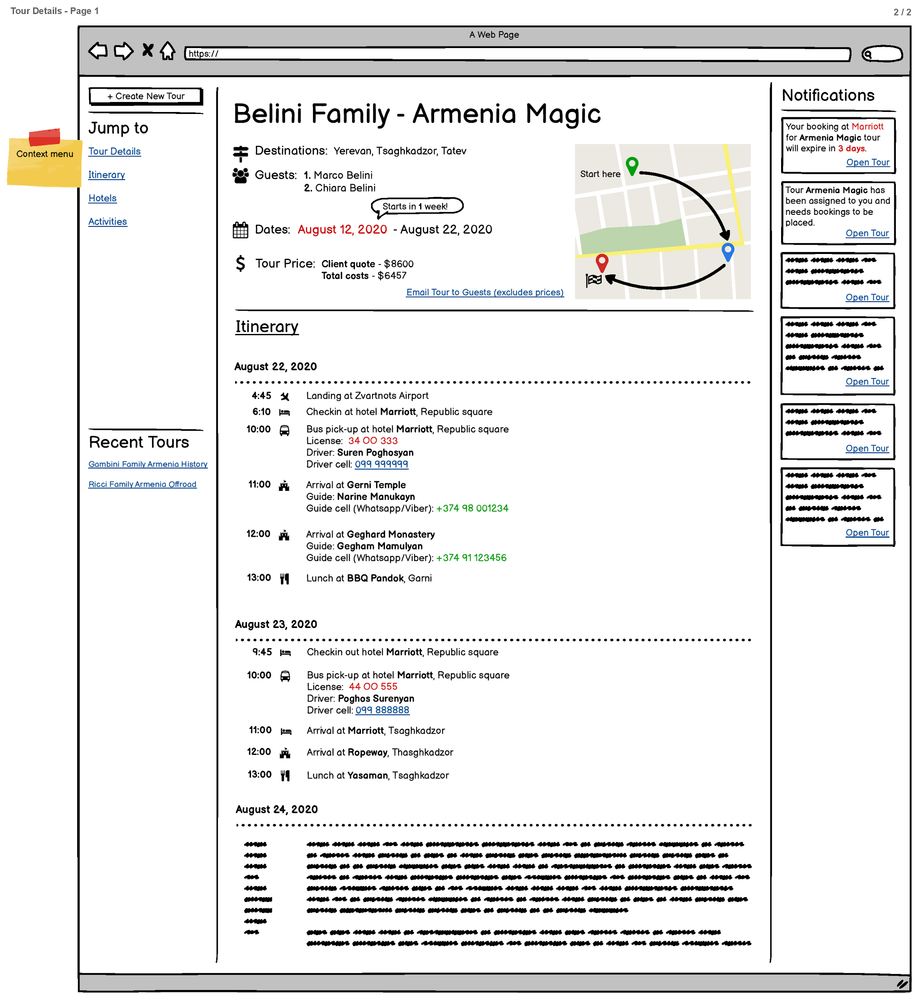 Tour Details - Page 1
2 / 2
A Web Page
https://
+ Create New Tour
Jump to
Context menu
Tour Details
Itinerary
Hotels
Activities
Recent Tours
Gambini Family Armenia History
Ricci Family Armenia Offroad
Belini Family - Armenia Magic
Destinations: Yerevan, Tsaghkadzor, Tatev
Guests: 1. Marco Belini
2. Chiara Belini
Starts in 1 week!
Dates: August 12, 2020 - August 22, 2020
Tour Price: Client quote - $8600
Total costs - $6457
Email Tour to Guests (excludes prices)
Start here
Itinerary
August 22, 2020
4:45 Landing at Zvartnots Airport
6:10 Checkin at hotel Marriott, Republic square
10:00 Bus pick-up at hotel Marriott, Republic square
License: 34 OO 333
Driver: Suren Poghosyan
Driver cell: 099 999999
11:00 Arrival at Gerni Temple
Guide: Narine Manukayn
Guide cell (Whatsapp/Viber): +374 98 001234
12:00 Arrival at Geghard Monastery
Guide: Gegham Mamulyan
Guide cell (Whatsapp/Viber): +374 91 123456
13:00 Lunch at BBQ Pandok, Garni
August 23, 2020
9:45 Checkin out hotel Marriott, Republic square
10:00 Bus pick-up at hotel Marriott, Republic square
License: 44 OO 555
Driver: Poghos Surenyan
Driver cell: 099 888888
11:00 Arrival at Marriott, Tsaghkadzor
12:00 Arrival at Ropeway, Thasghkadzor
13:00 Lunch at Yasaman, Tsaghkadzor
August 24, 2020
Notifications
Your booking at Marriott
for Armenia Magic tour
will expire in 3 days.
Open Tour
Tour Armenia Magic has
been assigned to you and
needs bookings to be
placed.
Open Tour
Open Tour
Open Tour
Open Tour
Open Tour